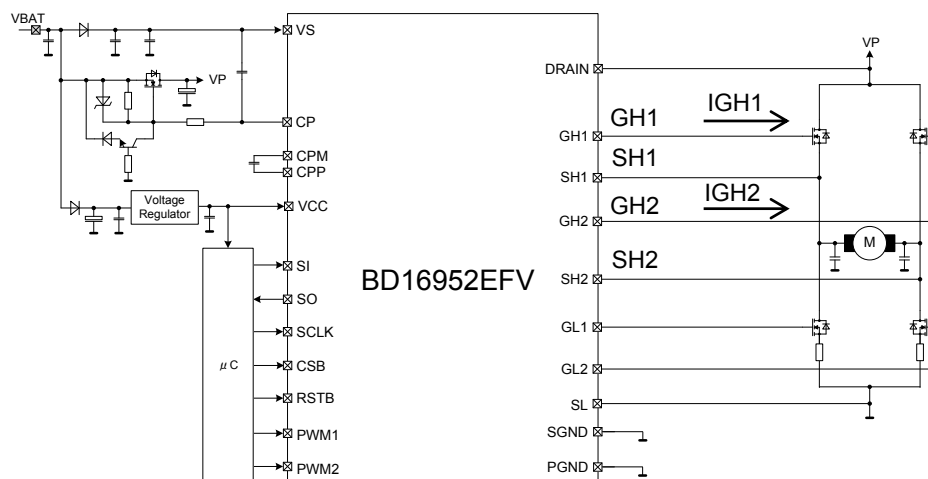 VBAT
VS
VP
CP
CPM
CPP
Voltage
Regulator
VCC
SI
SO
SCLK
μC
CSB
RSTB
PWM1
PWM2
BD16952EFV
DRAIN
GH1
SH1
GH2
SH2
GL1
GL2
SL
SGND
PGND
GH1
IGH1
SH1
GH2
IGH2
SH2
VP
M